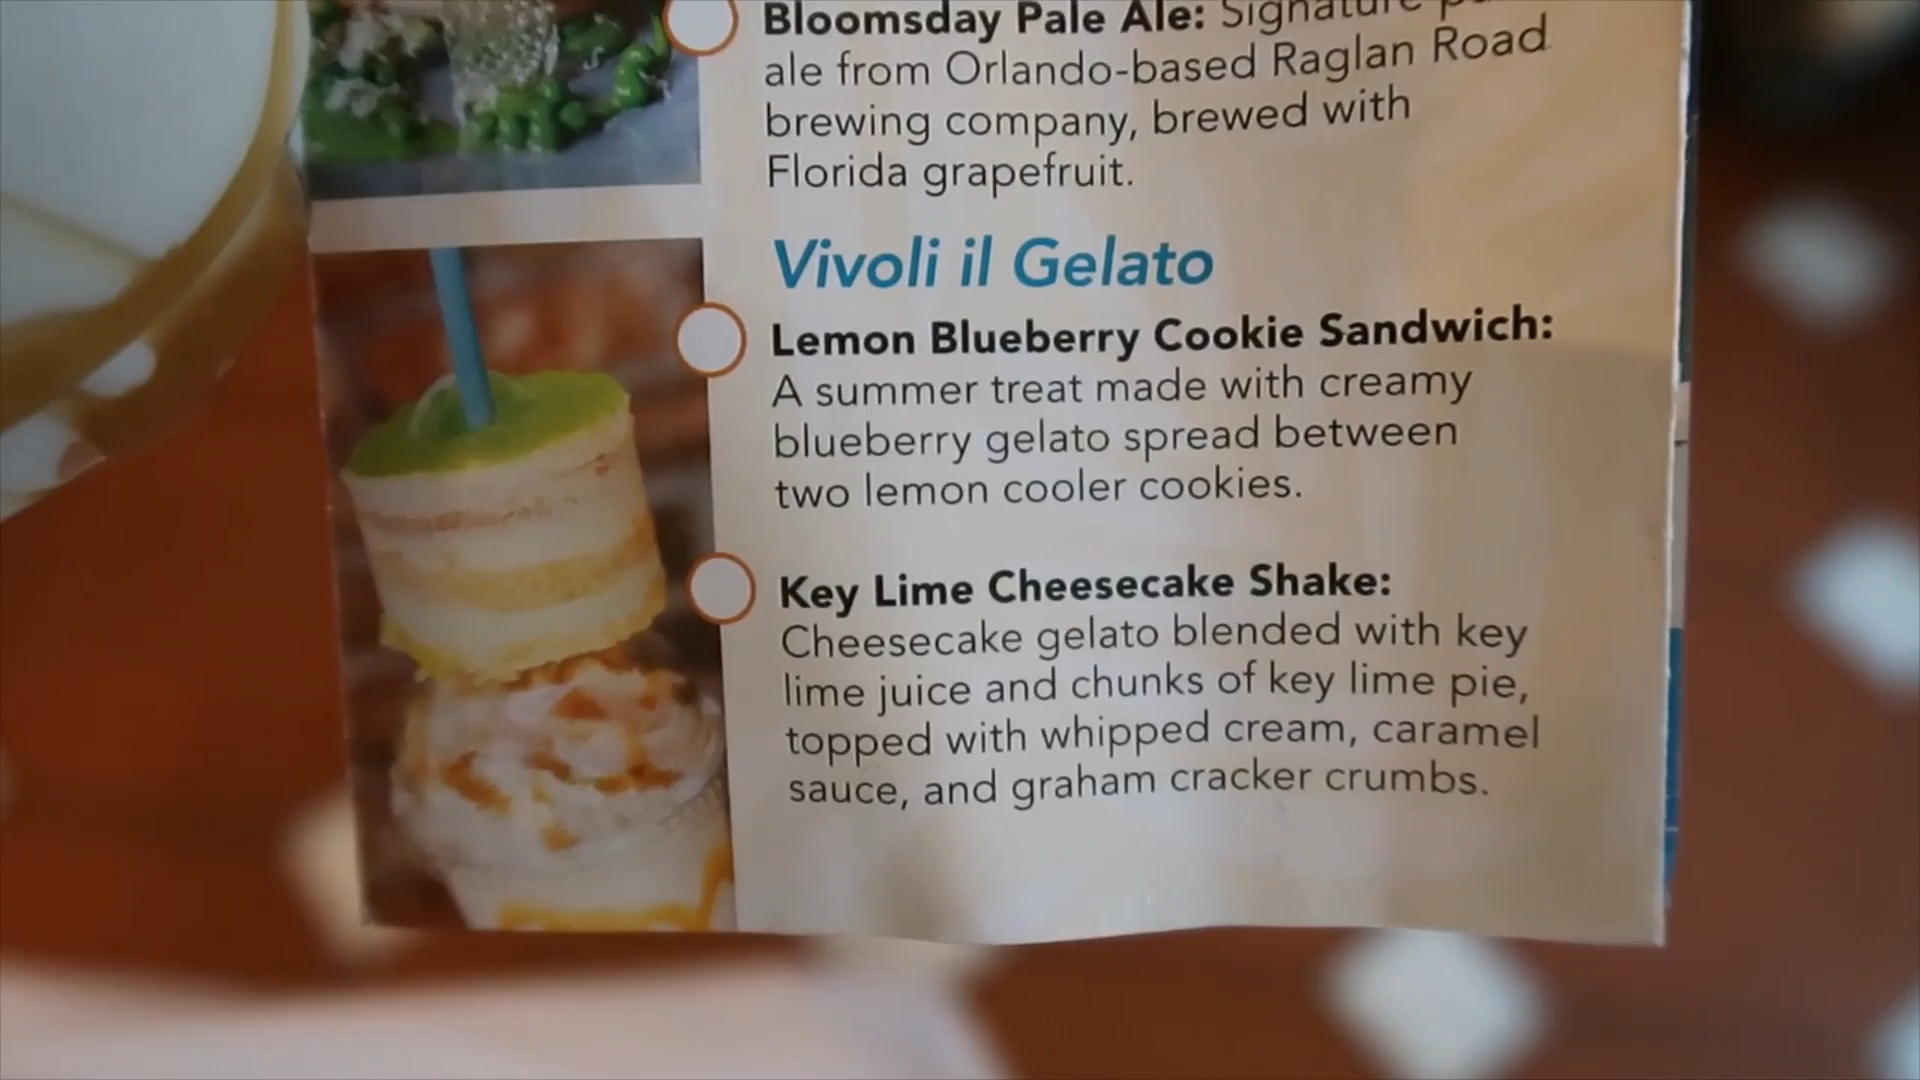 Bloomsday Pale Ale: Signature
ale from Orlando-based Raglan Road
brewing company, brewed with
Florida grapefruit.
Vivoli il Gelato
Lemon Blueberry Cookie Sandwich:
A summer treat made with creamy
blueberry gelato spread between
two lemon cooler cookies.
Key Lime Cheesecake Shake:
Cheesecake gelato blended with key
lime juice and chunks of key lime pie,
topped with whipped cream, caramel
sauce, and graham cracker crumbs.